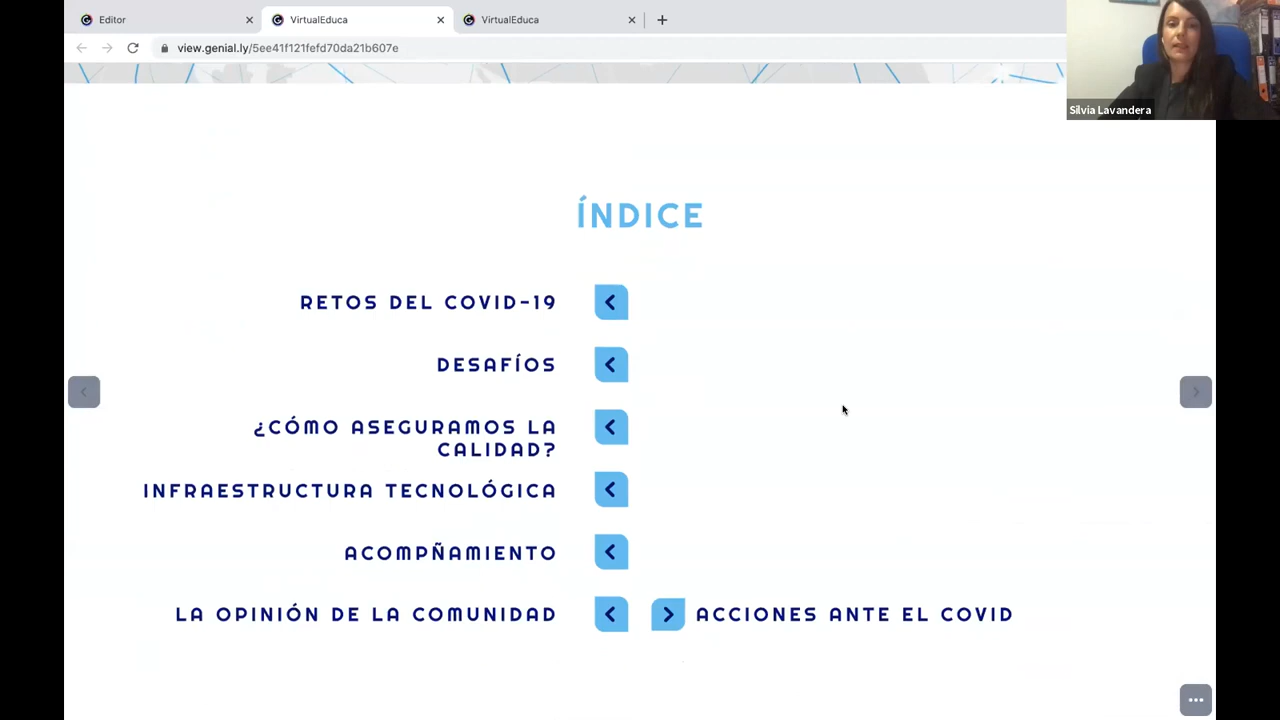 Editor
VirtualEduca
VirtualEduca
view.genial.ly/5ee41f121fefd70da21b607e
Silvia Lavandera
ÍNDICE
RETOS DEL COVID-19
DESAFÍOS
¿CÓMO ASEGURAMOS LA
CALIDAD?
INFRAESTRUCTURA TECNOLÓGICA
ACOMPÑAMIENTO
LA OPINIÓN DE LA COMUNIDAD
ACCIONES ANTE EL COVID